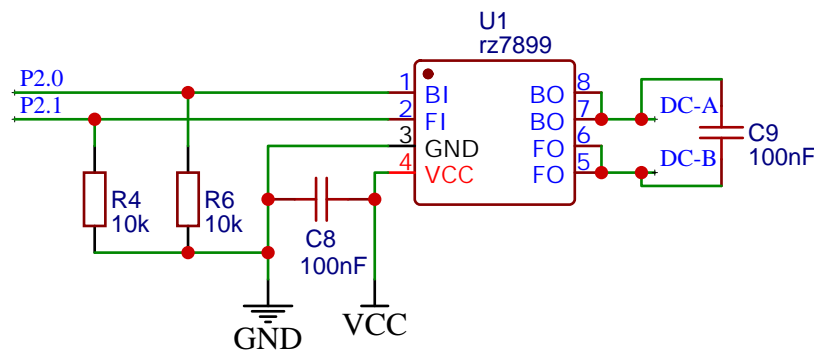 U1
rz7899
P2.0
P2.1
1 BI
2 FI
3 GND
4 VCC
BO 8
BO 7
FO 6
FO 5
DC-A
DC-B
C9
100nF
R4
10k
R6
10k
C8
100nF
GND
VCC